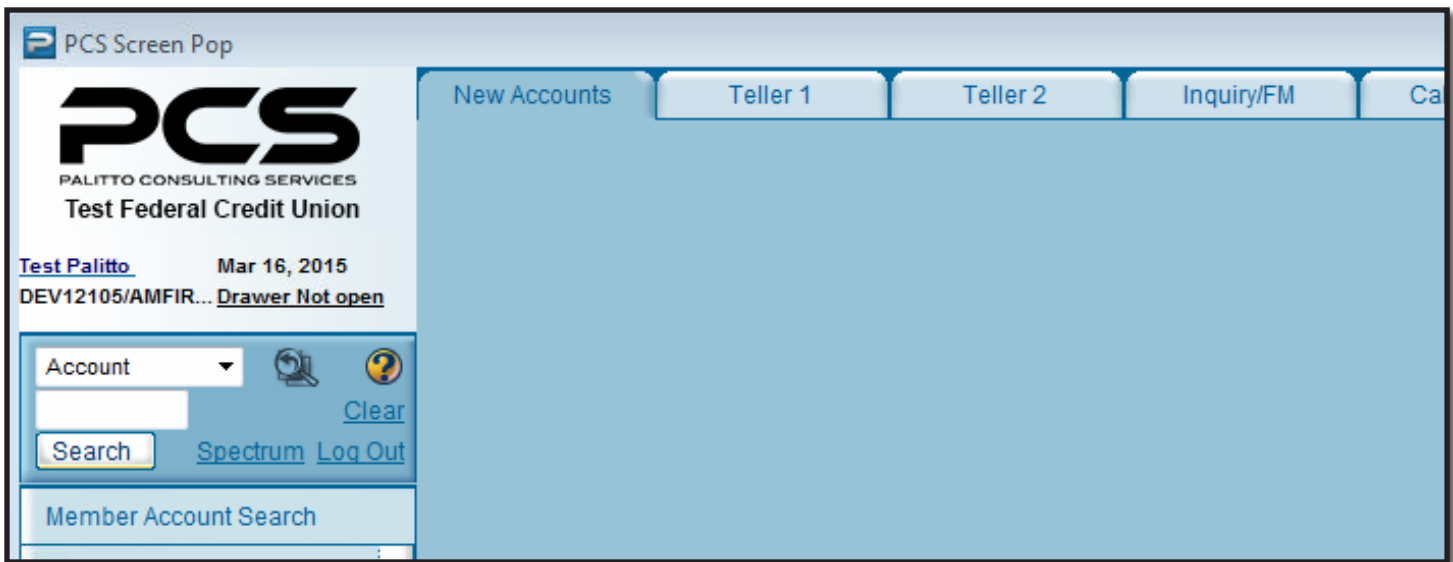 PCS Screen Pop
PCS
PALITTO CONSULTING SERVICES
Test Federal Credit Union
Test Palitto Mar 16, 2015
DEV12105/AMFIR... Drawer Not open
Account
Clear
Search Spectrum Log Out
Member Account Search
New Accounts Teller 1 Teller 2 Inquiry/FM